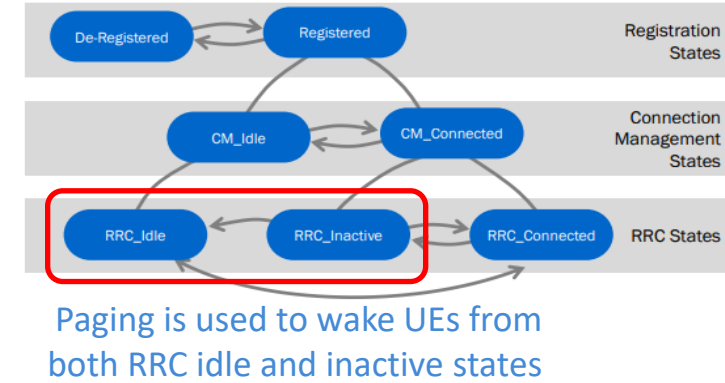 De-Registered
Registered
Registration
States
CM_Idle
CM_Connected
Connection
Management
States
RRC_Idle
RRC_Inactive
RRC_Connected
RRC States
Paging is used to wake UEs from
both RRC idle and inactive states